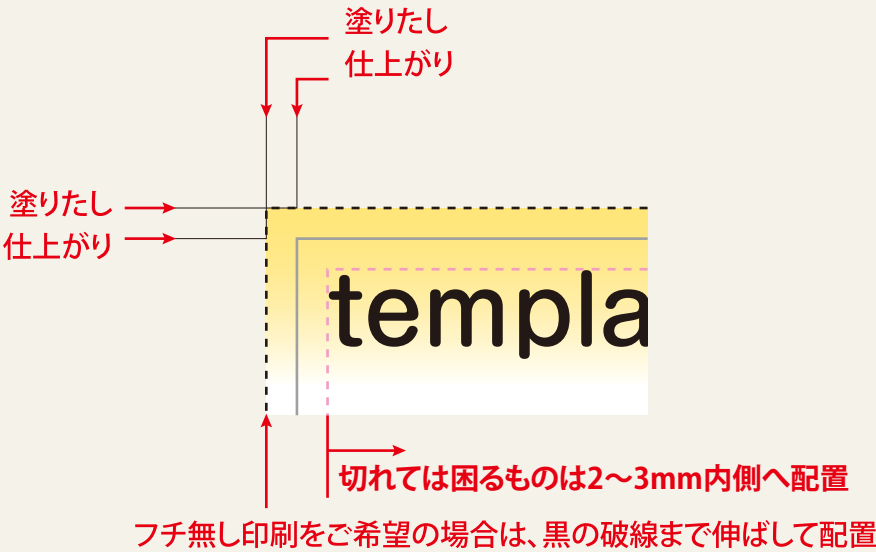 塗りたし
仕上がり
塗りたし
仕上がり
templa
切れては困るものは2〜3mm内側へ配置
フチ無し印刷をご希望の場合は、黒の破線まで伸ばして配置